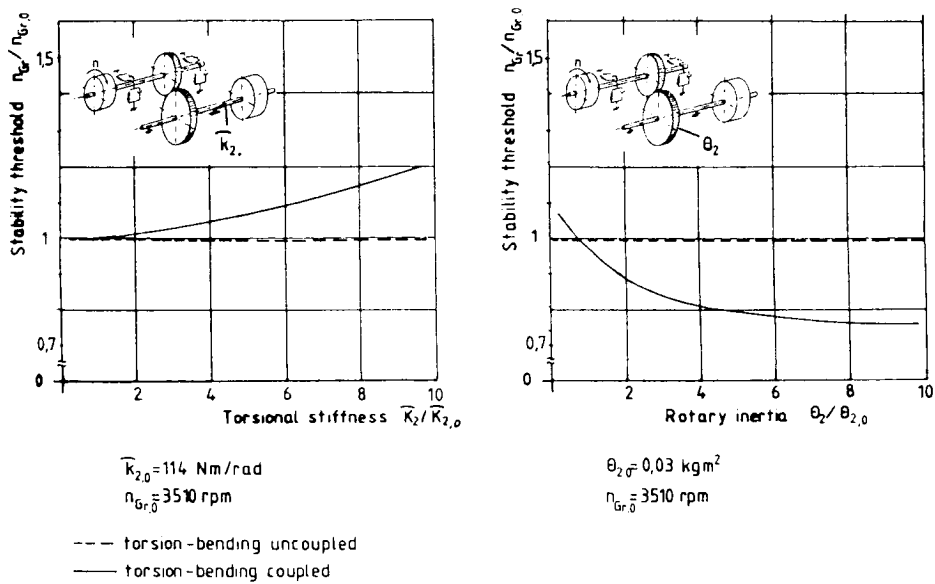 Stability threshold n_Gr/n_Gr,0
1,5
1
0,7
0
n
k̄₂.
2
4
6
8
10
Torsional stiffness K̄₂/K̄₂,₀
k̄₂,₀=114 Nm/rad
n_Gr,0=3510 rpm
Stability threshold n_Gr/n_Gr,0
1,5
1
0,7
0
n
θ₂
2
4
6
8
10
Rotary inertia θ₂/θ₂,₀
θ₂,₀=0,03 kgm²
n_Gr,0=3510 rpm
--- torsion-bending uncoupled
— torsion-bending coupled